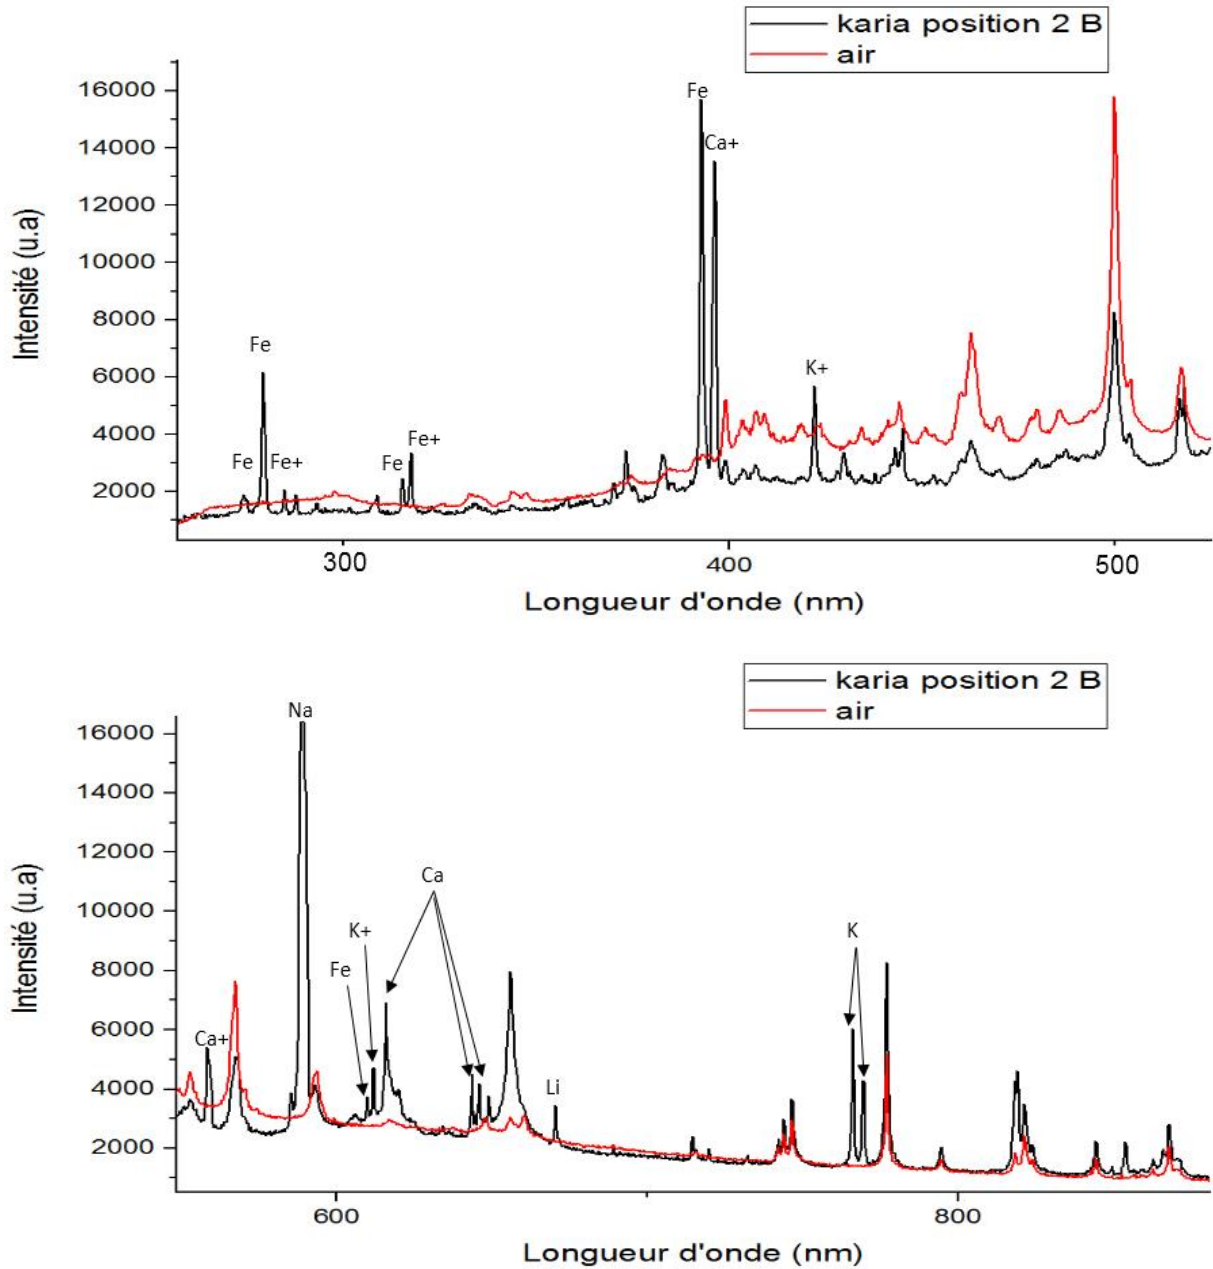 karia position 2 B
air
Intensité (u.a)
16000
14000
12000
10000
8000
6000
4000
2000
Fe
Fe
Fe+
Fe
Fe+
Fe
Ca+
K+
300
400
500
Longueur d'onde (nm)
karia position 2 B
air
Intensité (u.a)
16000
14000
12000
10000
8000
6000
4000
2000
Na
Ca+
Fe
K+
Ca
Li
K
600
800
Longueur d'onde (nm)